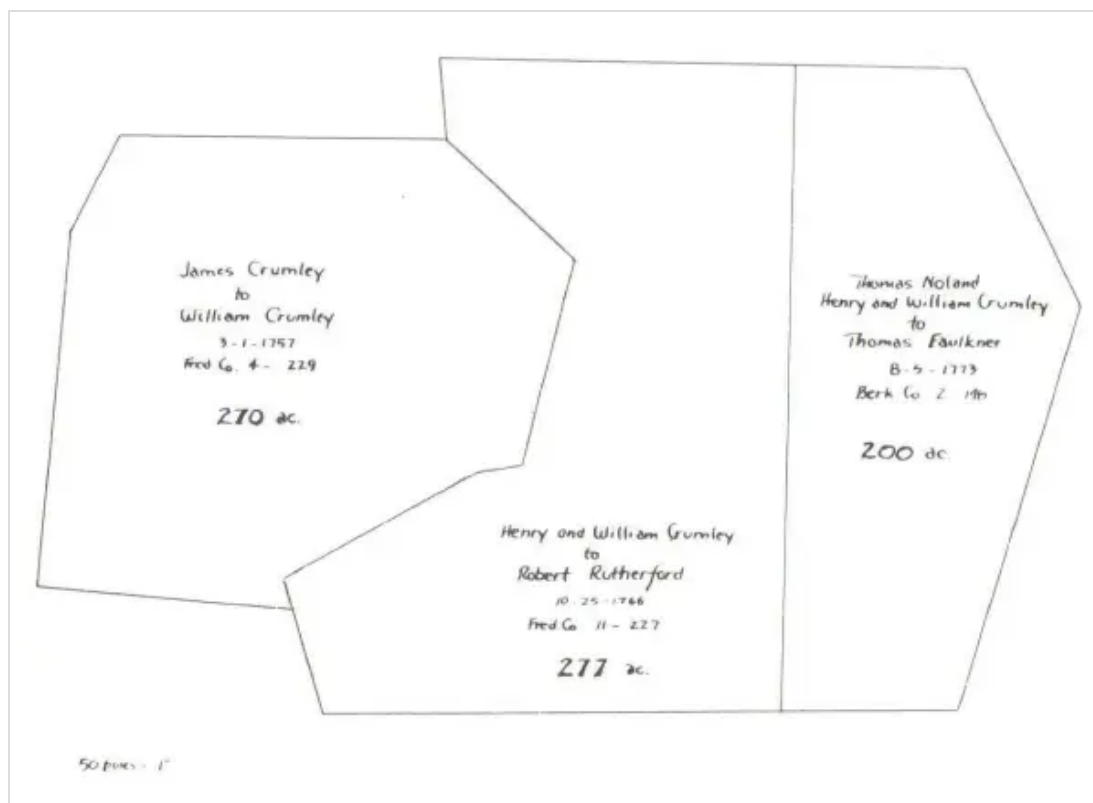 James Crumley
to
William Crumley
3-1-1757
Fred Co. 4 - 229
270 ac.
Thomas Noland
Henry and William Crumley
to
Thomas Faulkner
8-5-1773
Berk Co 2
200 ac.
Henry and William Crumley
to
Robert Rutherford
10-25-1766
Fred Co 11 - 227
277 ac.
50 - 1"